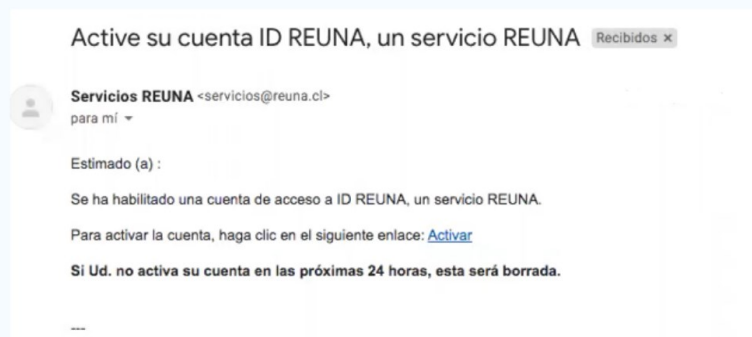 Active su cuenta ID REUNA, un servicio REUNA Recibidos ×
Servicios REUNA <servicios@reuna.cl>
para mí
Estimado (a) :
Se ha habilitado una cuenta de acceso a ID REUNA, un servicio REUNA.
Para activar la cuenta, haga clic en el siguiente enlace: Activar
Si Ud. no activa su cuenta en las próximas 24 horas, esta será borrada.
---